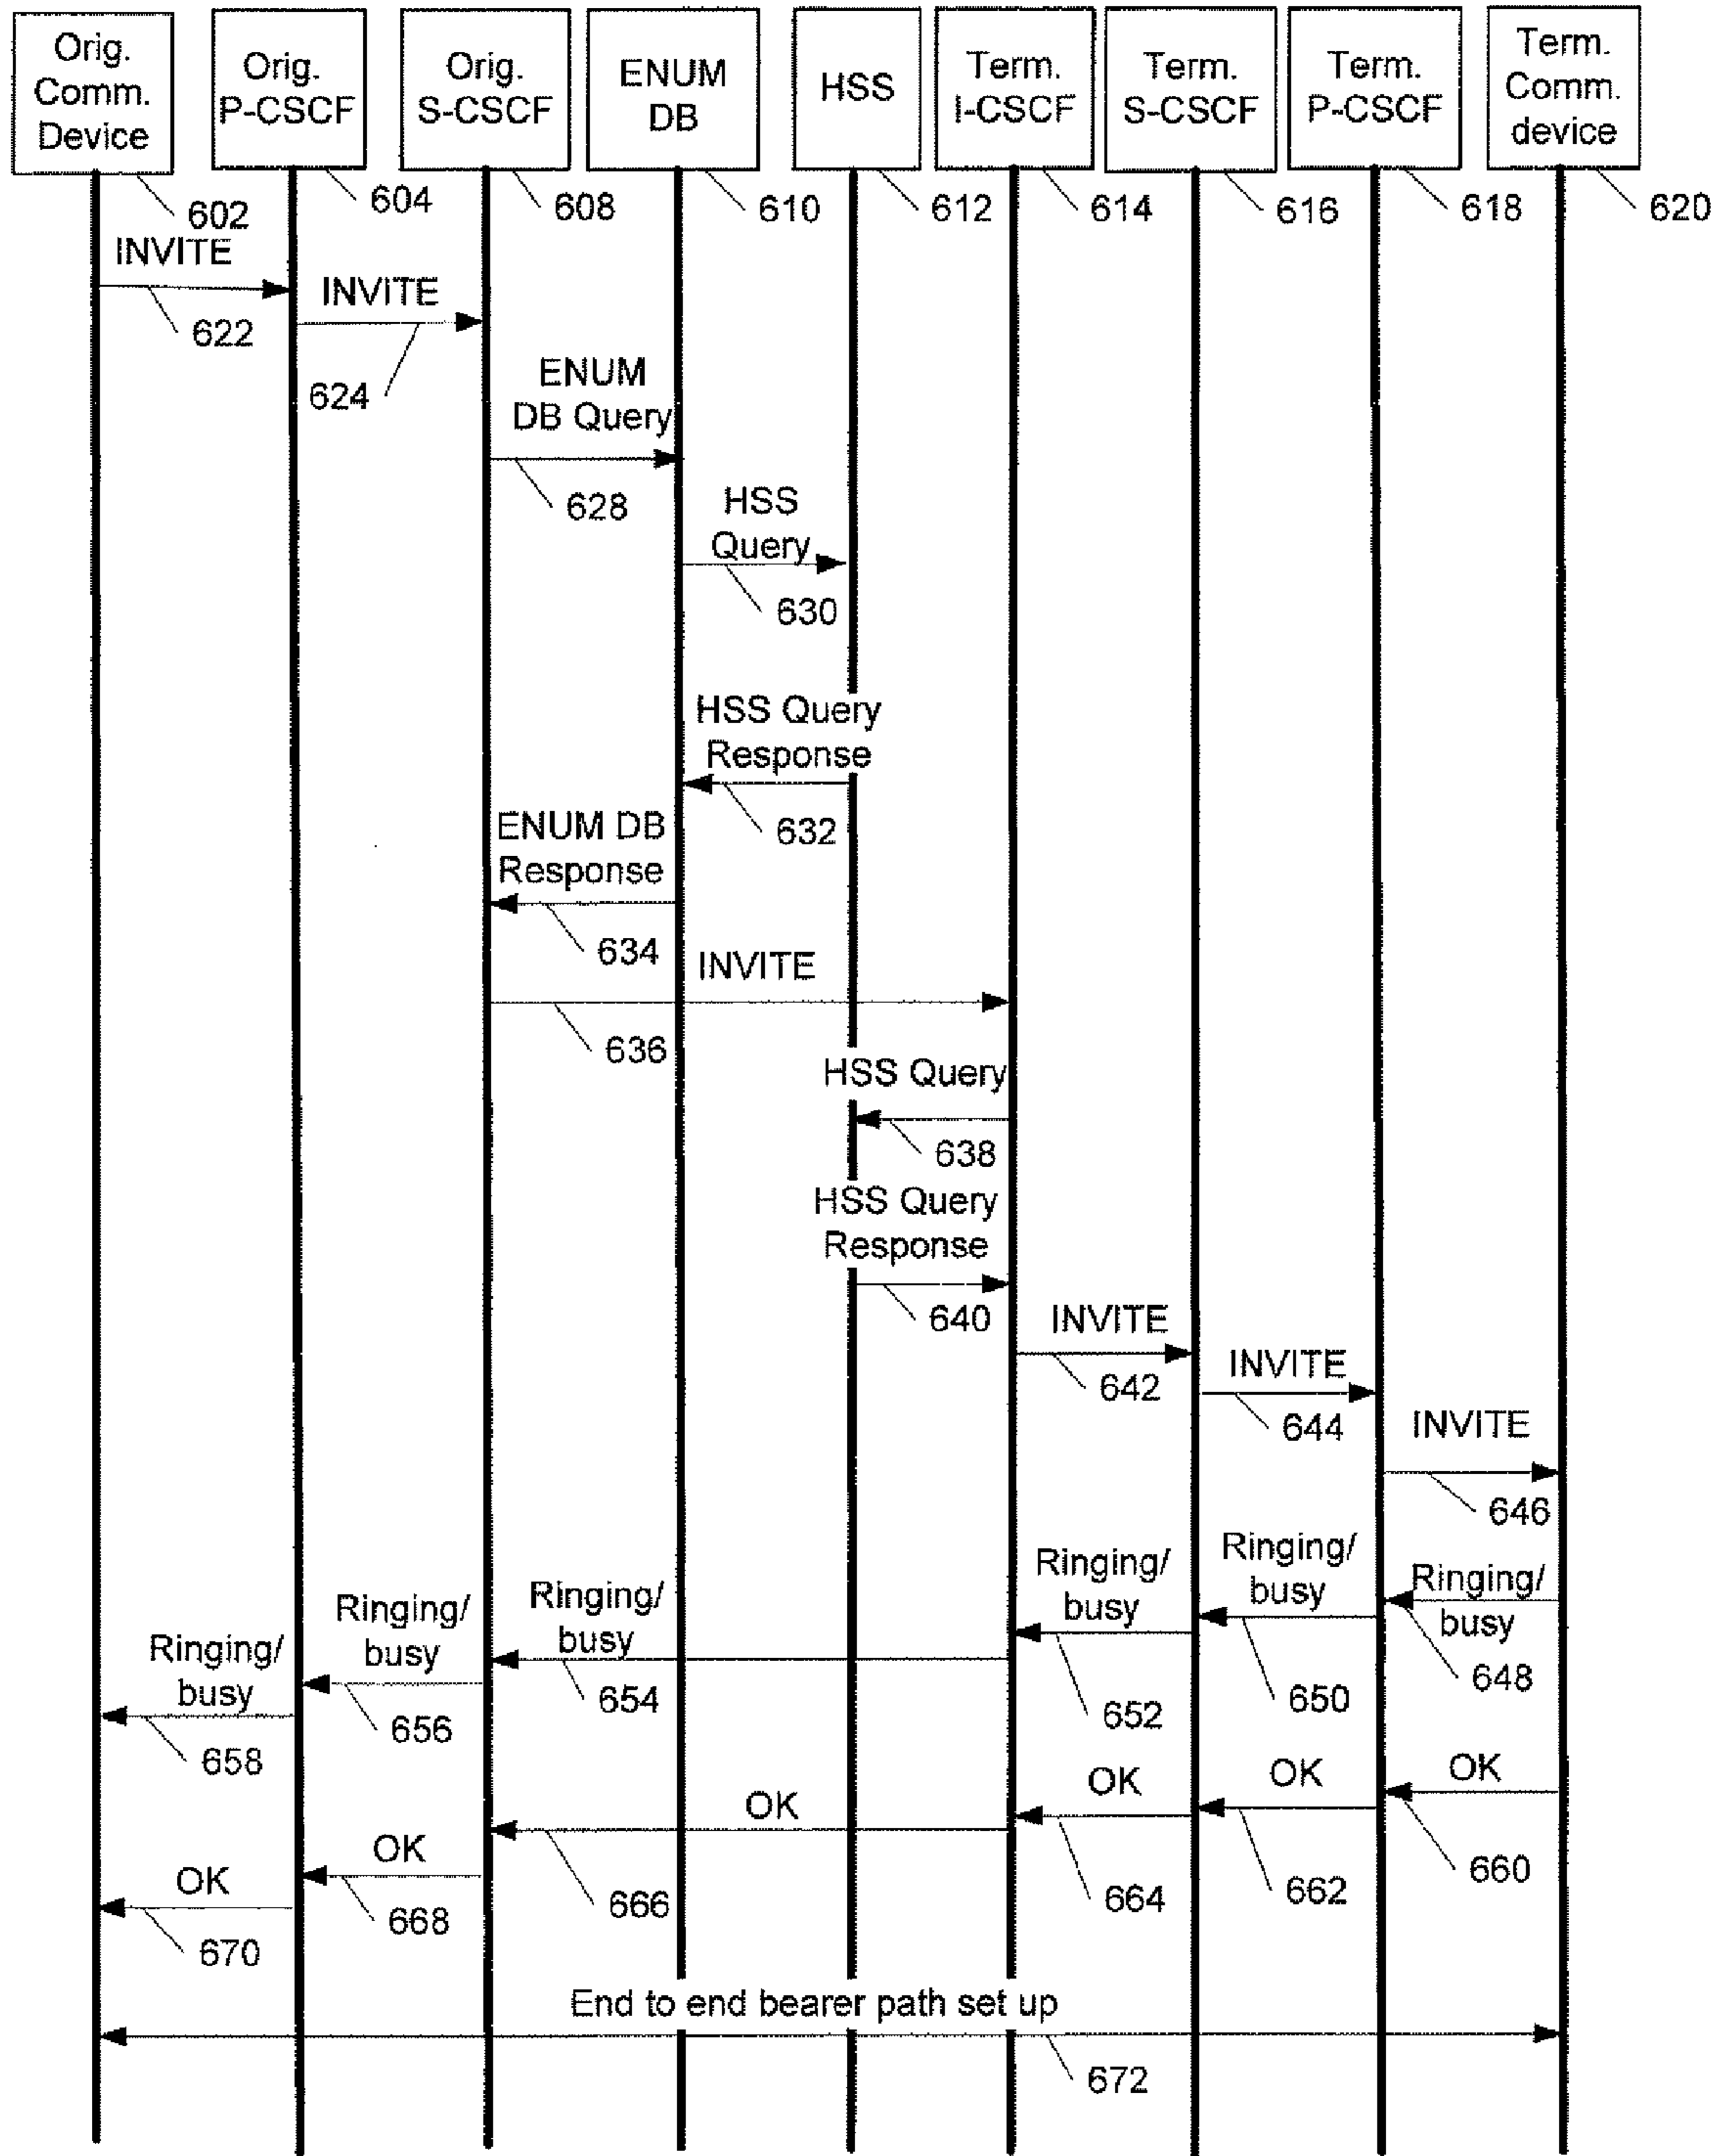 Orig.
Comm.
Device
Orig.
P-CSCF
Orig.
S-CSCF
ENUM
DB
HSS
Term.
I-CSCF
Term.
S-CSCF
Term.
P-CSCF
Term.
Comm.
device
602
604
608
610
612
614
616
618
620
INVITE
622
INVITE
624
ENUM
DB Query
628
HSS
Query
630
HSS Query
Response
632
ENUM DB
Response
634
INVITE
636
HSS Query
638
HSS Query
Response
640
INVITE
642
INVITE
644
INVITE
646
Ringing/
busy
648
Ringing/
busy
650
Ringing/
busy
652
Ringing/
busy
654
Ringing/
busy
656
Ringing/
busy
658
OK
660
OK
662
OK
664
OK
666
OK
668
OK
670
End to end bearer path set up
672